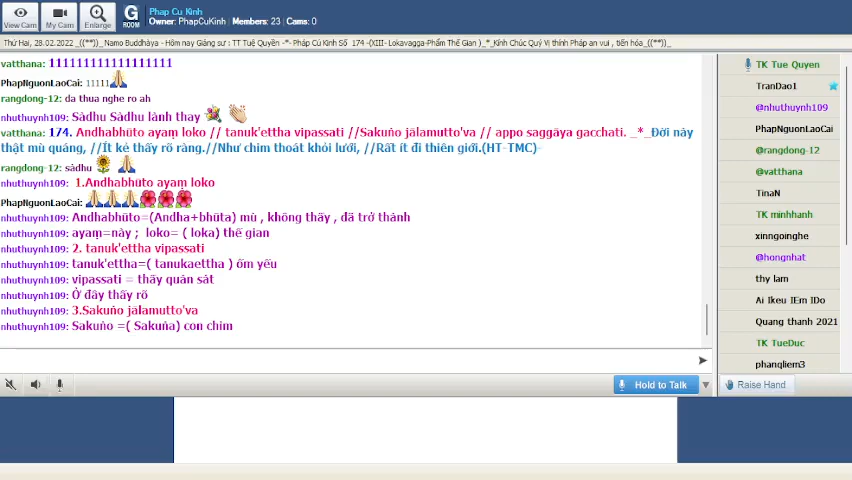 Phap Cu Kinh
Owner: PhapCuKinh | Members: 23 | Cams: 0
View Cam
My Cam
Enlarge
G
ROOM
Thứ Hai, 28.02.2022 _((**))_ Namo Buddhàya - Hôm nay Giảng sư : TT Tuệ Quyền -*- Pháp Cú Kinh Số 174 -(XIII- Lokavagga-Phẩm Thế Gian )_*_Kính Chúc Quý Vị thính Pháp an vui , tiến hóa_((**))_
vatthana: 111111111111111111
PhapNguonLaoCai: 11111
rangdong-12: da thua nghe ro ah
nhuthuynh109: Sàdhu Sàdhu lành thay
vatthana: 174. Andhabhūto ayaṃ loko // tanuk'ettha vipassati //Sakuṅo jālamutto'va // appo saggāya gacchati. _*_Đời này
thật mù quáng, //Ít kẻ thấy rõ ràng.//Như chim thoát khỏi lưới, //Rất ít đi thiên giới.(HT-TMC)-
rangdong-12: sàdhu
nhuthuynh109: 1.Andhabhūto ayaṃ loko
PhapNguonLaoCai:
nhuthuynh109: Andhabhūto=(Andha+bhūta) mù , không thấy , đã trở thành
nhuthuynh109: ayaṃ=này ; loko= ( loka) thế gian
nhuthuynh109: 2. tanuk'ettha vipassati
nhuthuynh109: tanuk'ettha=( tanukaettha ) ốm yếu
nhuthuynh109: vipassati = thấy quán sát
nhuthuynh109: Ở đây thấy rõ
nhuthuynh109: 3.Sakuṅo jālamutto'va
nhuthuynh109: Sakuṅo =( Sakuṅa) con chim
Hold to Talk
TK Tue Quyen
TranDao1
@nhuthuynh109
PhapNguonLaoCai
@rangdong-12
@vatthana
TinaN
TK minhhanh
xinngoinghe
@hongnhat
thy lam
Ai Ikeu IEm IDo
Quang thanh 2021
TK TueDuc
phanqliem3
Raise Hand